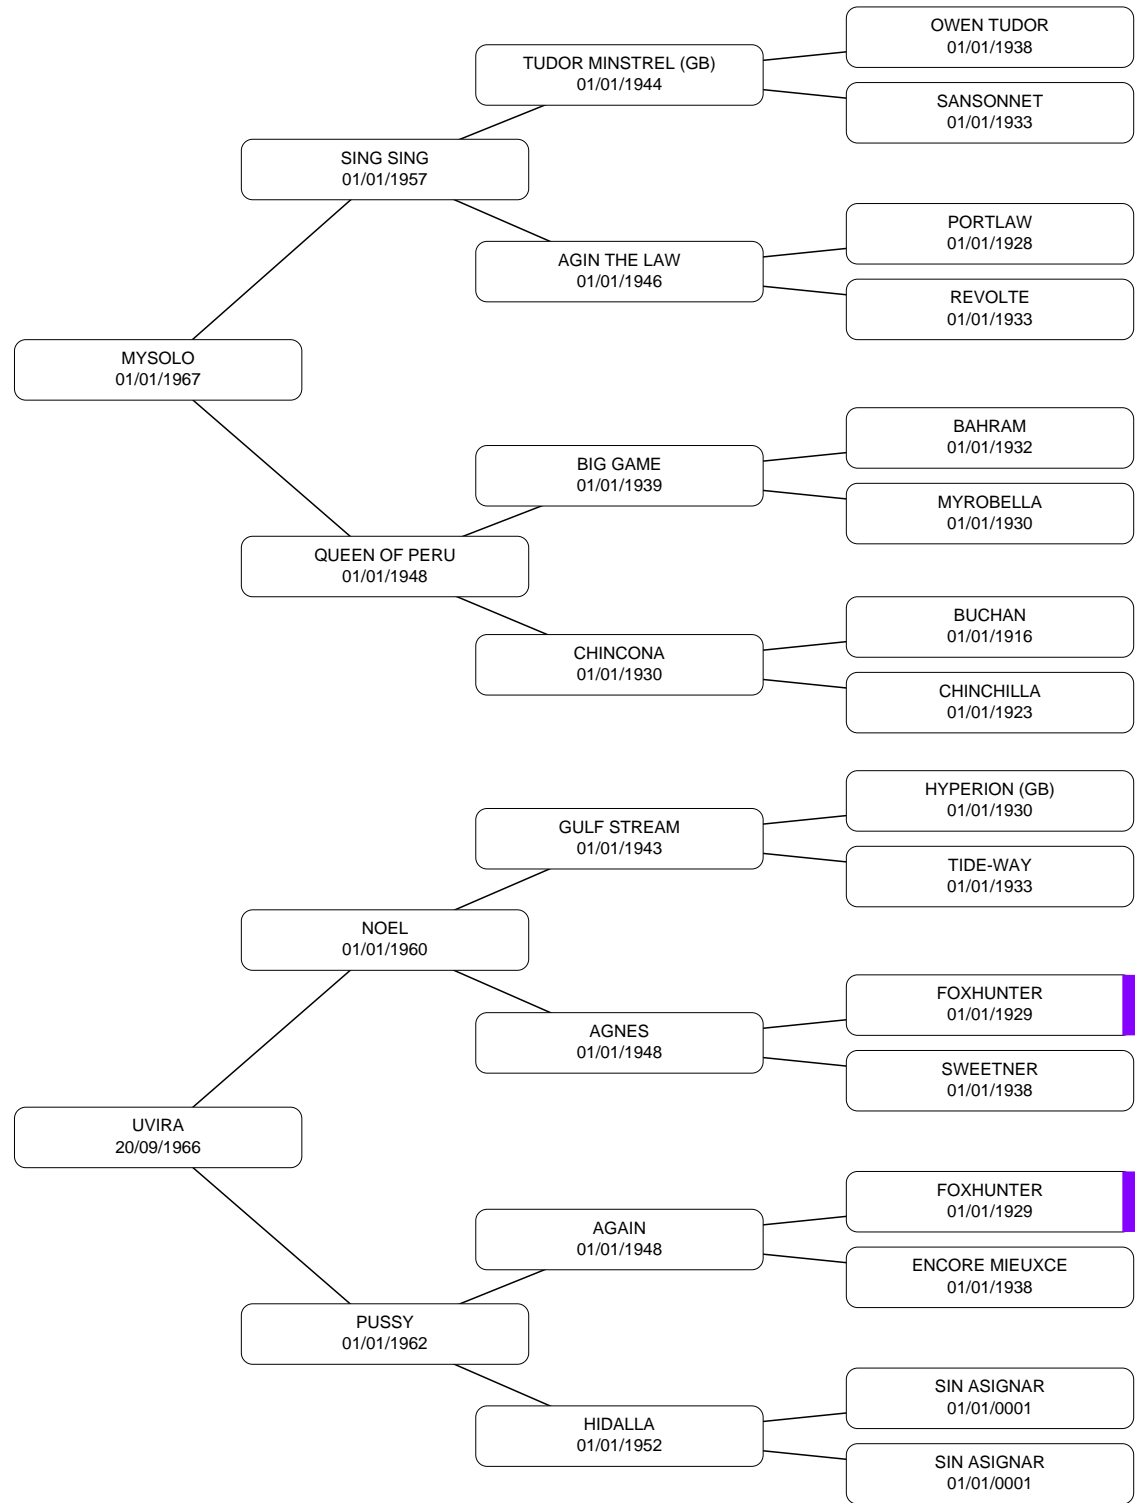 OWEN TUDOR
01/01/1938
TUDOR MINSTREL (GB)
01/01/1944
SANSONNET
01/01/1933
SING SING
01/01/1957
PORTLAW
01/01/1928
AGIN THE LAW
01/01/1946
REVOLTE
01/01/1933
MYSOLO
01/01/1967
BAHRAM
01/01/1932
BIG GAME
01/01/1939
MYROBELLA
01/01/1930
QUEEN OF PERU
01/01/1948
BUCHAN
01/01/1916
CHINCONA
01/01/1930
CHINCHILLA
01/01/1923
HYPERION (GB)
01/01/1930
GULF STREAM
01/01/1943
TIDE-WAY
01/01/1933
NOEL
01/01/1960
FOXHUNTER
01/01/1929
AGNES
01/01/1948
SWEETNER
01/01/1938
UVIRA
20/09/1966
FOXHUNTER
01/01/1929
AGAIN
01/01/1948
ENCORE MIEUXCE
01/01/1938
PUSSY
01/01/1962
SIN ASIGNAR
01/01/0001
HIDALLA
01/01/1952
SIN ASIGNAR
01/01/0001